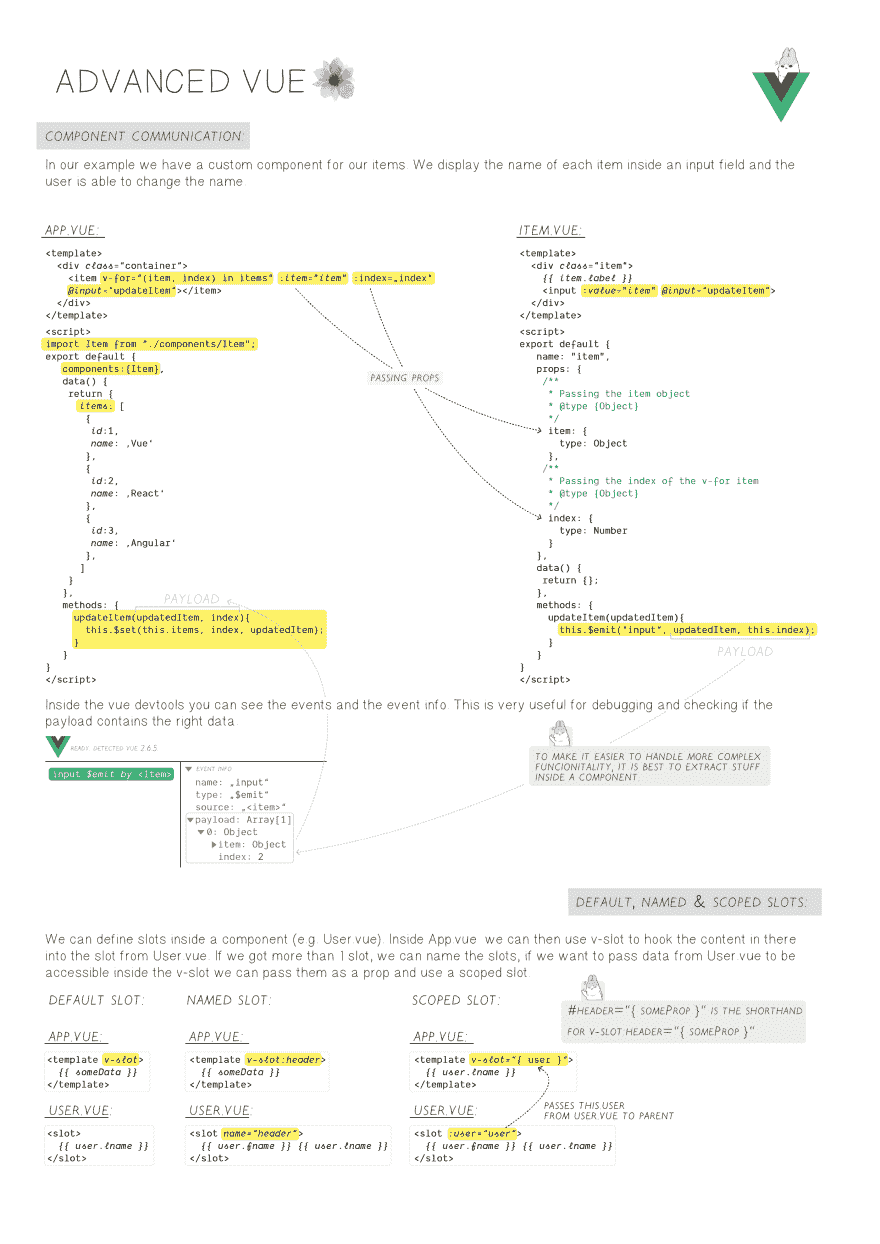 ADVANCED VUE
COMPONENT COMMUNICATION:
In our example we have a custom component for our items. We display the name of each item inside an input field and the
user is able to change the name.
APP.VUE:
<template>
<div class="container">
<item v-for="(item, index) in items" :item="item" :index=„index"
@input="updateItem"></item>
</div>
</template>
<script>
import Item from "./components/Item";
export default {
components:{Item},
data() {
return {
items: [
{
id:1,
name: ‚Vue'
},
{
id:2,
name: ‚React'
},
{
id:3,
name: ‚Angular'
},
]
}
},
PAYLOAD
methods: {
updateItem(updatedItem, index){
this.$set(this.items, index, updatedItem);
}
}
}
</script>
PASSING PROPS
ITEM.VUE:
<template>
<div class="item">
{{ item.label }}
<input :value="item" @input="updateItem">
</div>
</template>
<script>
export default {
name: "item",
props: {
/**
* Passing the item object
* @type {Object}
*/
item: {
type: Object
},
/**
* Passing the index of the v-for item
* @type {Object}
*/
index: {
type: Number
}
},
data() {
return {};
},
methods: {
updateItem(updatedItem){
this.$emit("input", updatedItem, this.index);
}
PAYLOAD
}
}
</script>
Inside the vue devtools you can see the events and the event info. This is very useful for debugging and checking if the
payload contains the right data.
READY. DETECTED VUE 2.6.5.
input $emit by <Item>
EVENT INFO
name: „input"
type: „$emit"
source: „<item>"
payload: Array[1]
0: Object
item: Object
index: 2
TO MAKE IT EASIER TO HANDLE MORE COMPLEX
FUNCIONITALITY, IT IS BEST TO EXTRACT STUFF
INSIDE A COMPONENT.
DEFAULT, NAMED & SCOPED SLOTS:
We can define slots inside a component (e.g. User.vue). Inside App.vue we can then use v-slot to hook the content in there
into the slot from User.vue. If we got more than 1 slot, we can name the slots, if we want to pass data from User.vue to be
accessible inside the v-slot we can pass them as a prop and use a scoped slot.
DEFAULT SLOT:
APP.VUE:
<template v-slot>
{{ someData }}
</template>
USER.VUE:
<slot>
{{ user.lname }}
</slot>
NAMED SLOT:
APP.VUE:
<template v-slot:header>
{{ someData }}
</template>
USER.VUE:
<slot name="header">
{{ user.fname }} {{ user.lname }}
</slot>
SCOPED SLOT:
APP.VUE:
<template v-slot="{ user }">
{{ user.lname }}
</template>
USER.VUE:
<slot :user="user">
{{ user.fname }} {{ user.lname }}
</slot>
#HEADER="{ SOMEPROP }" IS THE SHORTHAND
FOR V-SLOT HEADER="{ SOMEPROP }"
PASSES THIS.USER
FROM USER.VUE TO PARENT